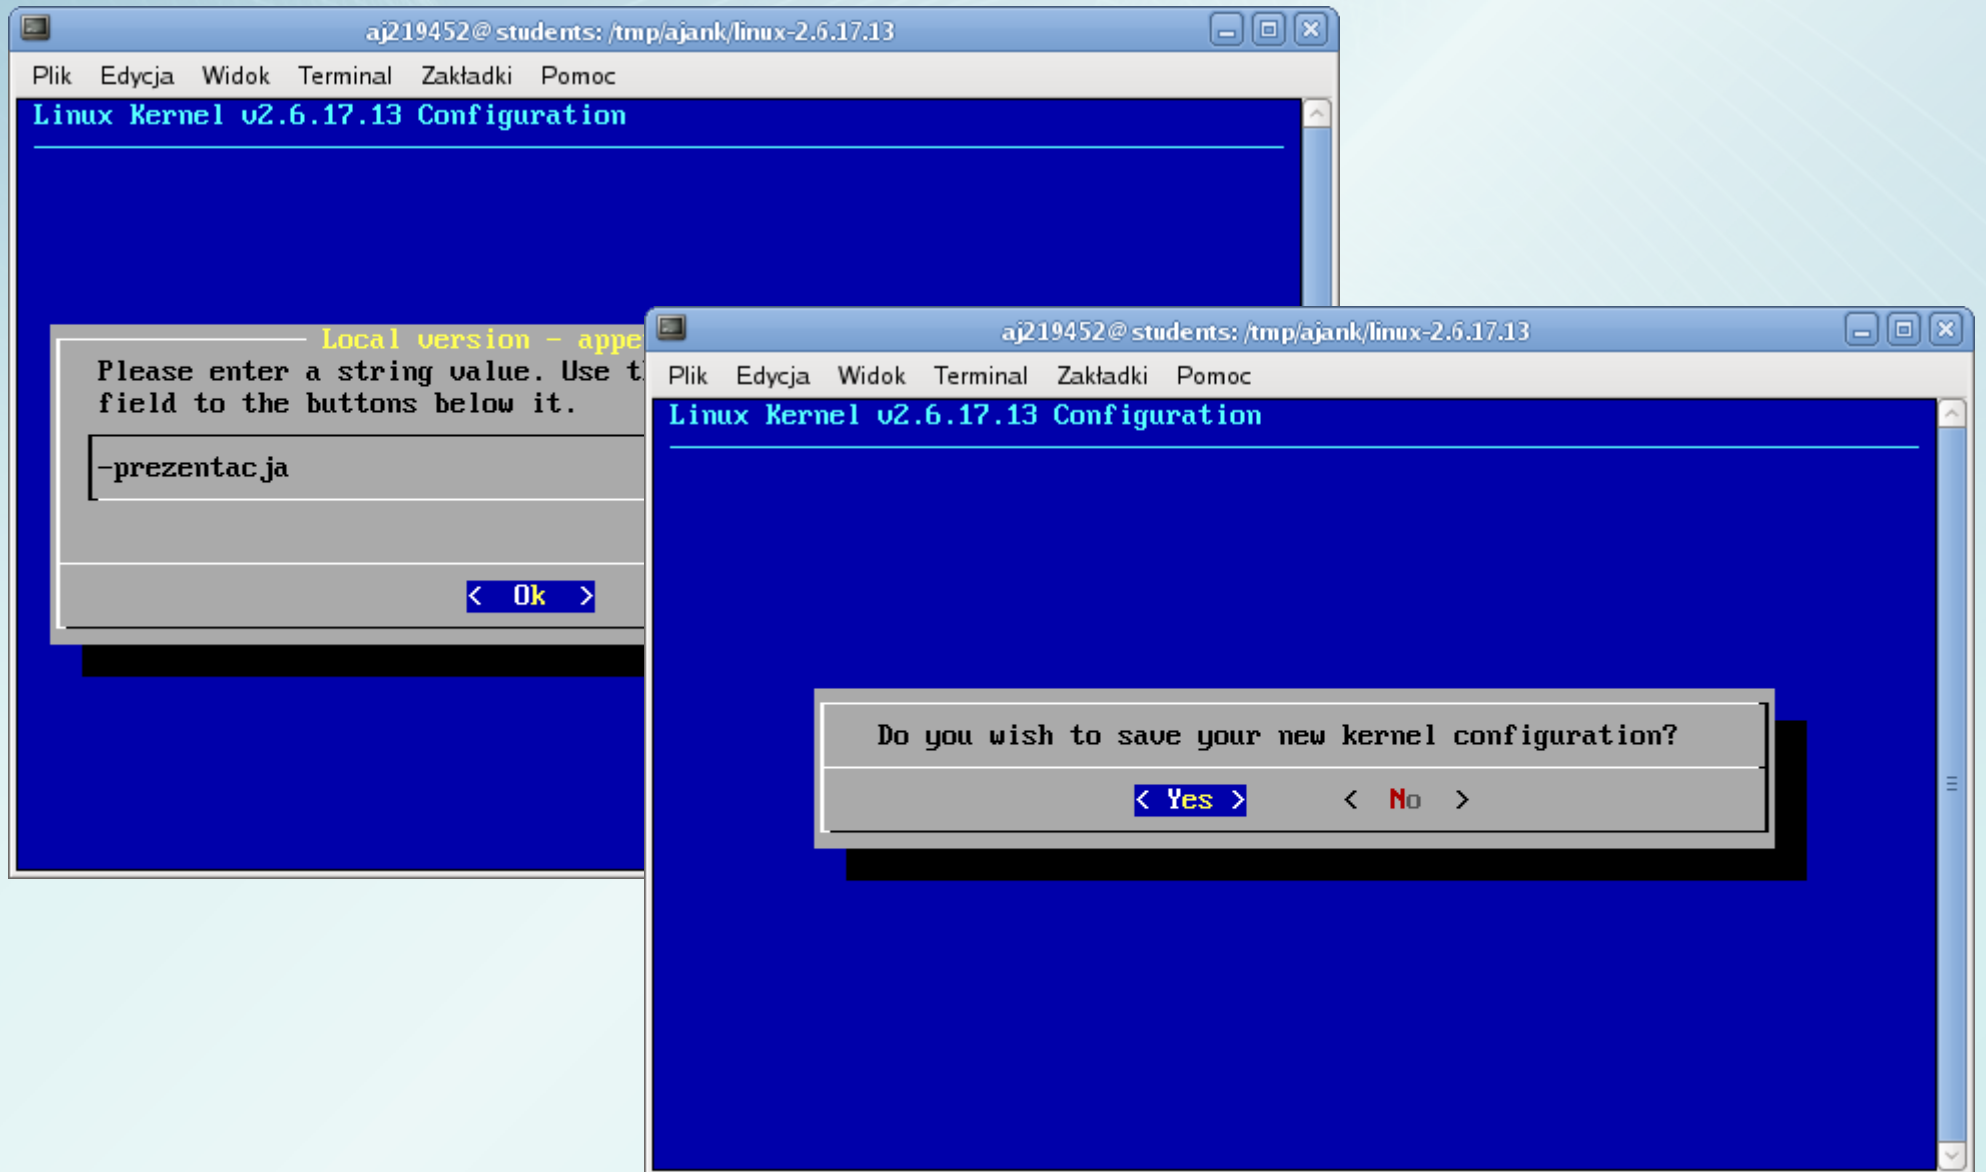 aj219452@students: /tmp/ajank/linux-2.6.17.13
Plik Edycja Widok Terminal Zakładki Pomoc
Linux Kernel v2.6.17.13 Configuration
Local version - appe
Please enter a string value. Use t
field to the buttons below it.
-prezentacja
< Ok >
aj219452@students: /tmp/ajank/linux-2.6.17.13
Plik Edycja Widok Terminal Zakładki Pomoc
Linux Kernel v2.6.17.13 Configuration
Do you wish to save your new kernel configuration?
< Yes > < No >